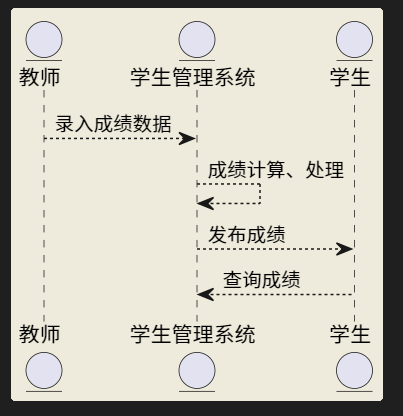 教师 学生管理系统 学生
录入成绩数据
成绩计算、处理
发布成绩
查询成绩
教师 学生管理系统 学生